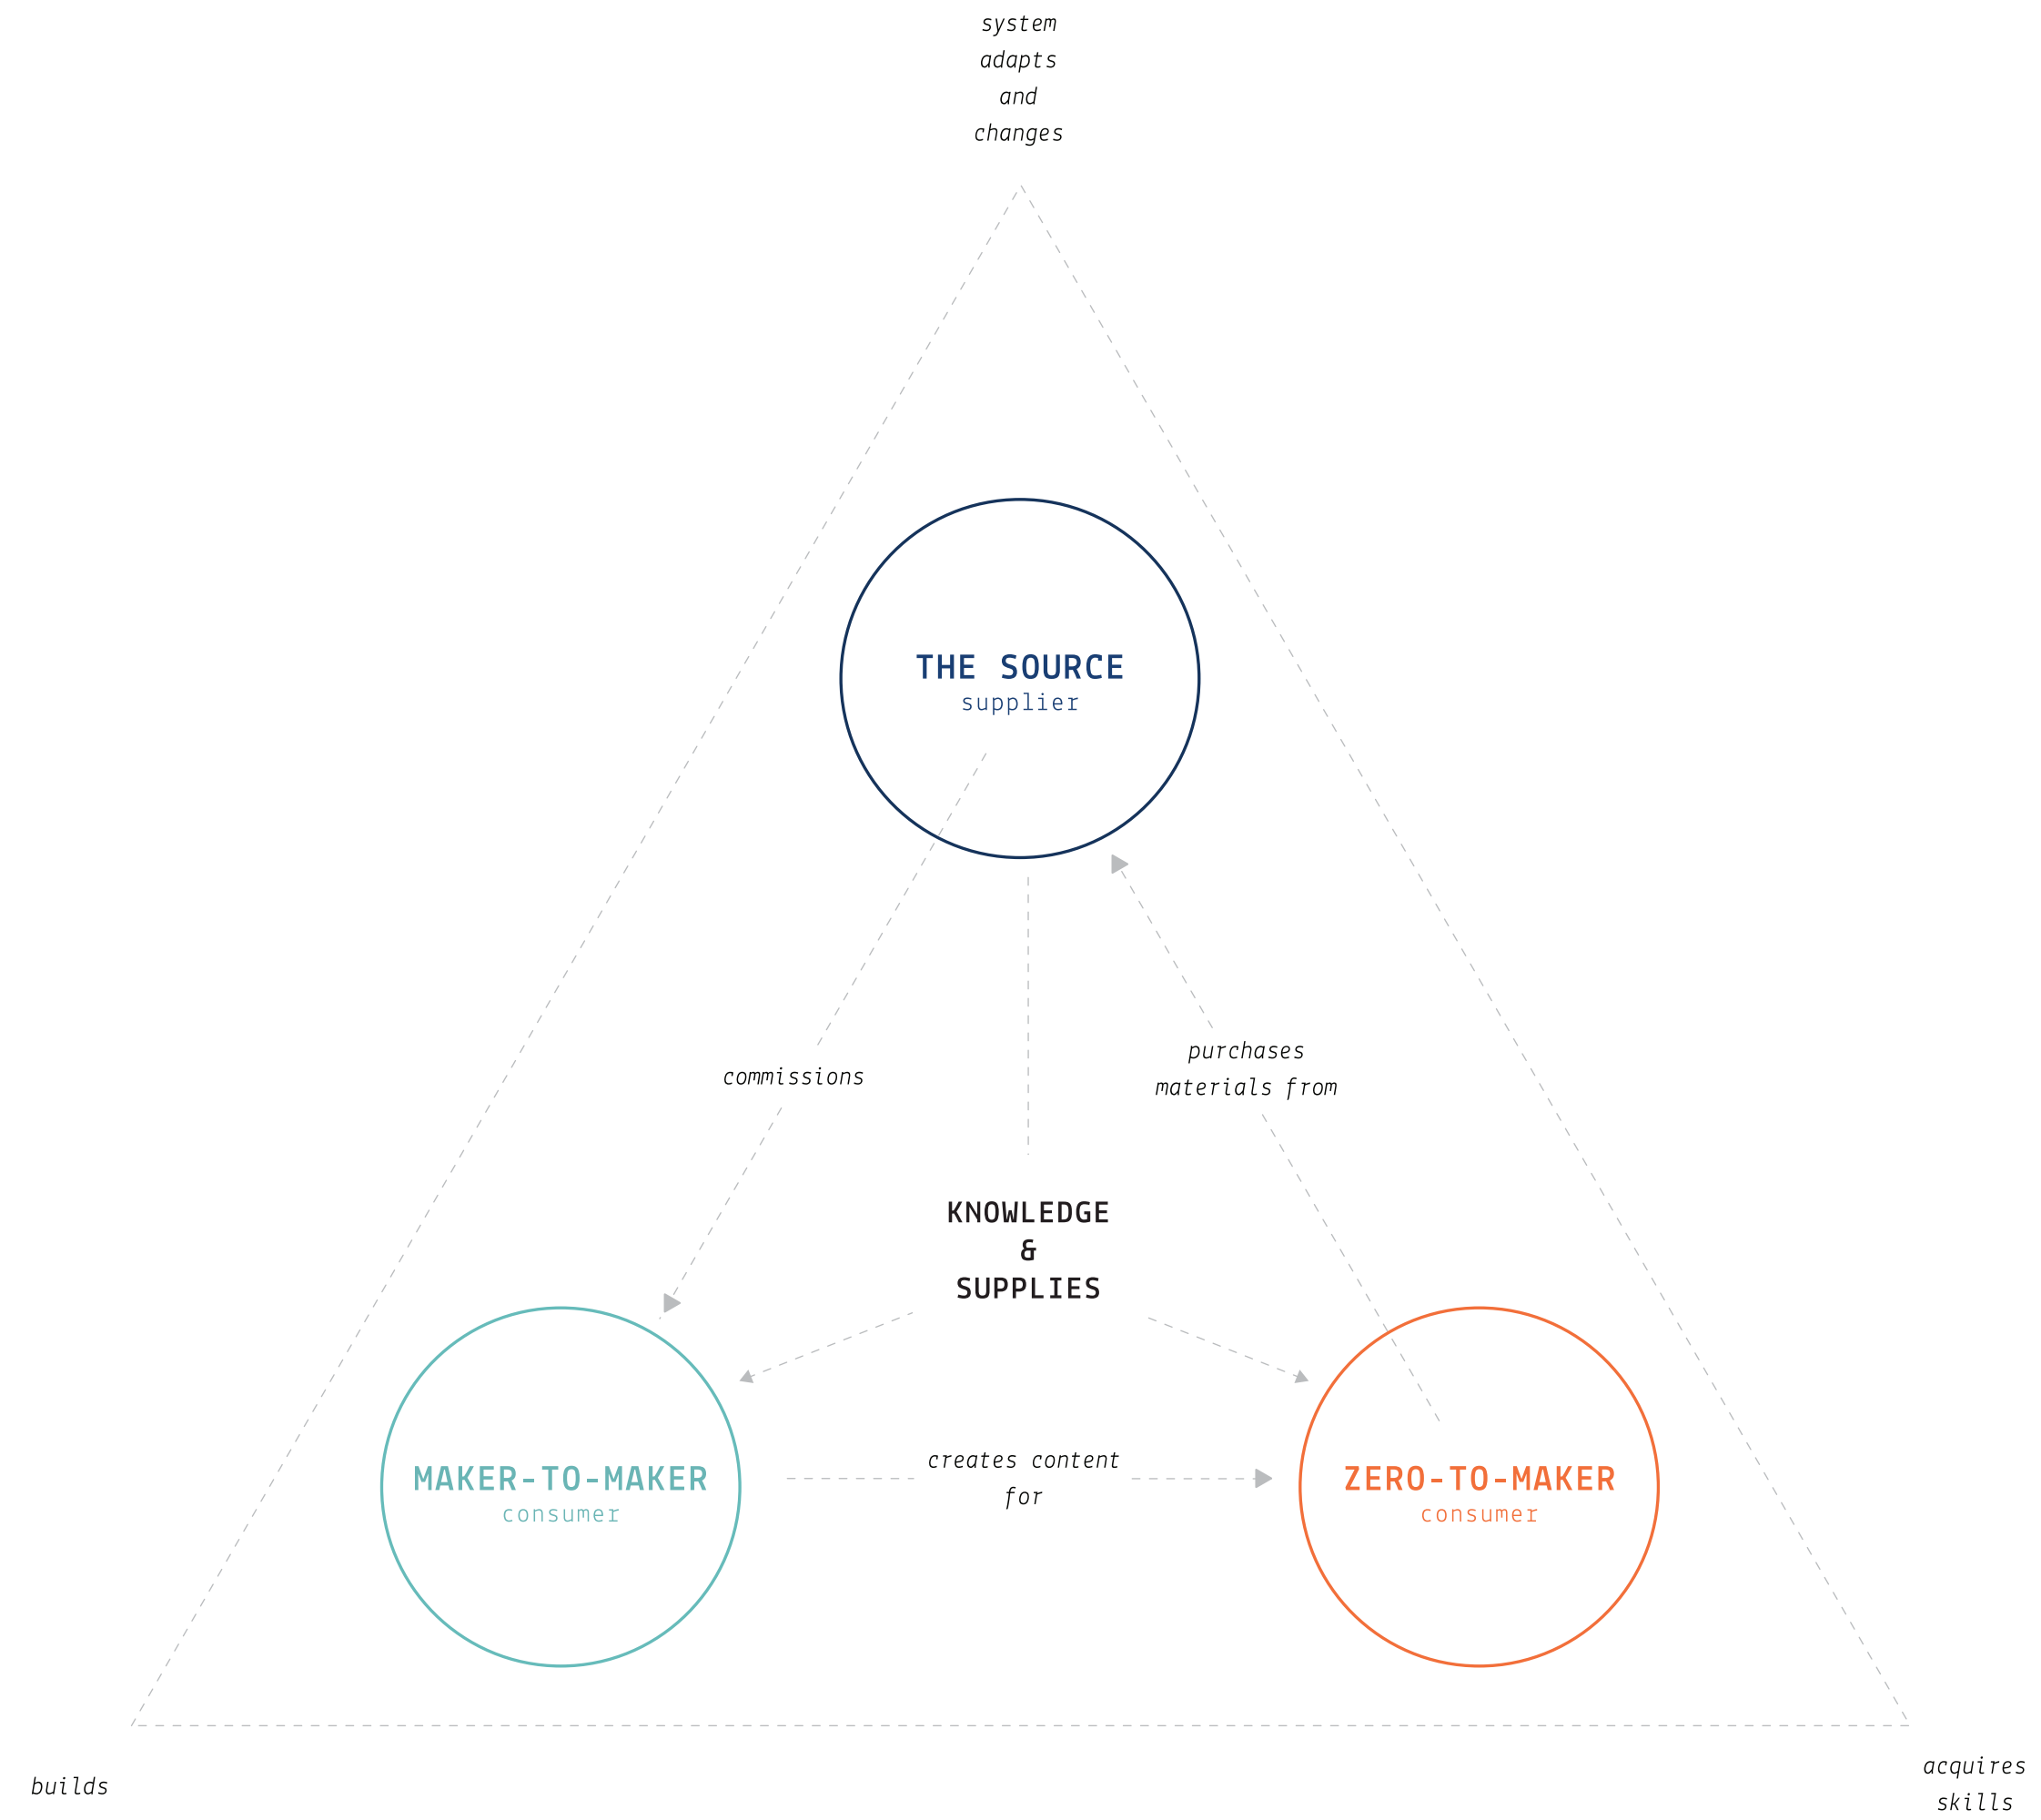 system
adapts
and
changes
THE SOURCE
supplier
commissions
purchases
materials from
KNOWLEDGE
&
SUPPLIES
creates content
for
MAKER-TO-MAKER
consumer
ZERO-TO-MAKER
consumer
builds
acquires
skills